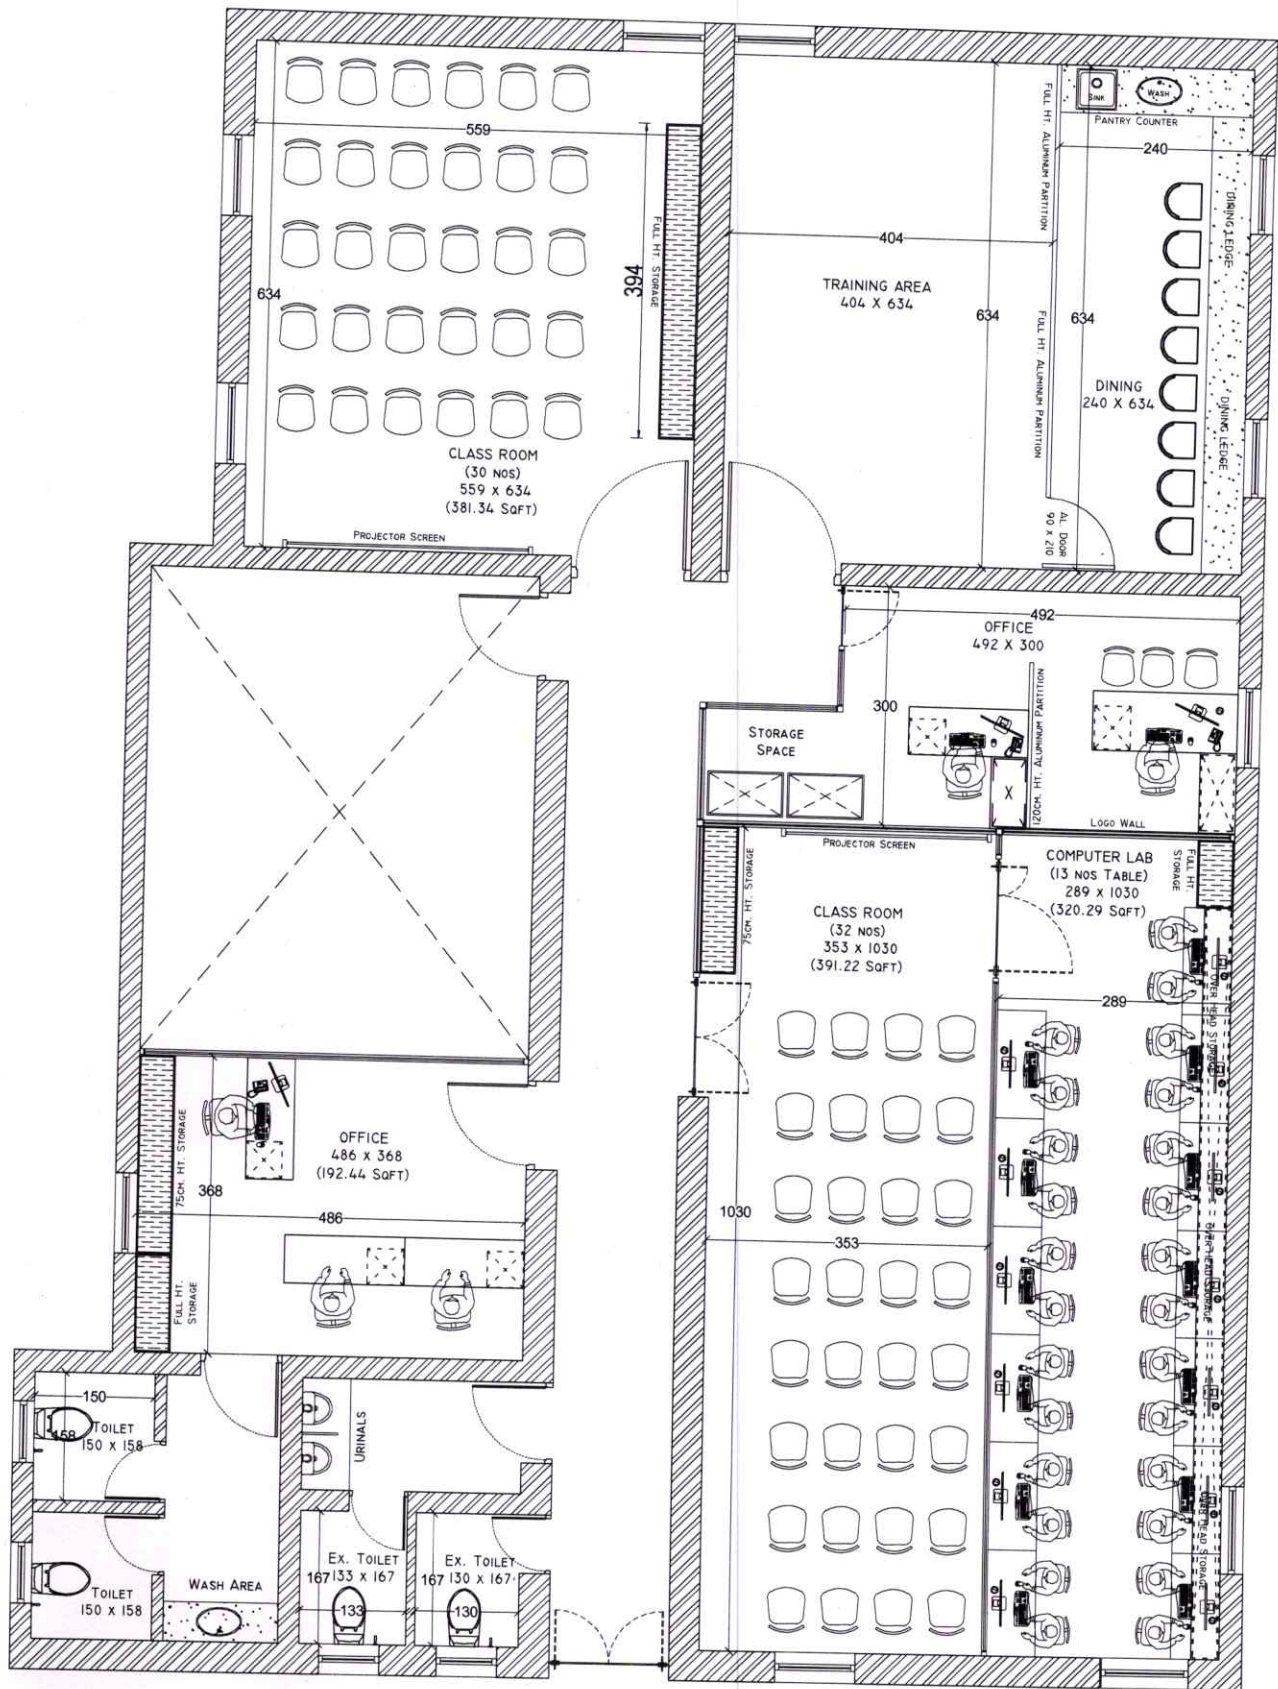 559
634
394
FULL HT. STORAGE
CLASS ROOM
(30 NOS)
559 X 634
(381.34 SQFT)
PROJECTOR SCREEN
FULL HT. ALUMINUM PARTITION
404
TRAINING AREA
404 X 634
634
FULL HT. ALUMINUM PARTITION
SINK
WASH
PANTRY COUNTER
240
DINING LEDGE
634
DINING
240 X 634
DINING LEDGE
AL. DOOR
90 X 210
492
OFFICE
492 X 300
300
120CM. HT. ALUMINUM PARTITION
STORAGE
SPACE
X
LOGO WALL
PROJECTOR SCREEN
75CM. HT. STORAGE
CLASS ROOM
(32 NOS)
353 X 1030
(391.22 SQFT)
1030
353
COMPUTER LAB
(13 NOS TABLE)
289 X 1030
(320.29 SQFT)
FULL HT.
STORAGE
289
OVER HEAD STORAGE
OVER HEAD STORAGE
OVER HEAD STORAGE
75CM. HT. STORAGE
368
OFFICE
486 X 368
(192.44 SQFT)
486
FULL HT.
STORAGE
150
158
TOILET
150 X 158
TOILET
150 X 158
WASH AREA
URINALS
EX. TOILET
133 X 167
167
133
EX. TOILET
130 X 167
167
130